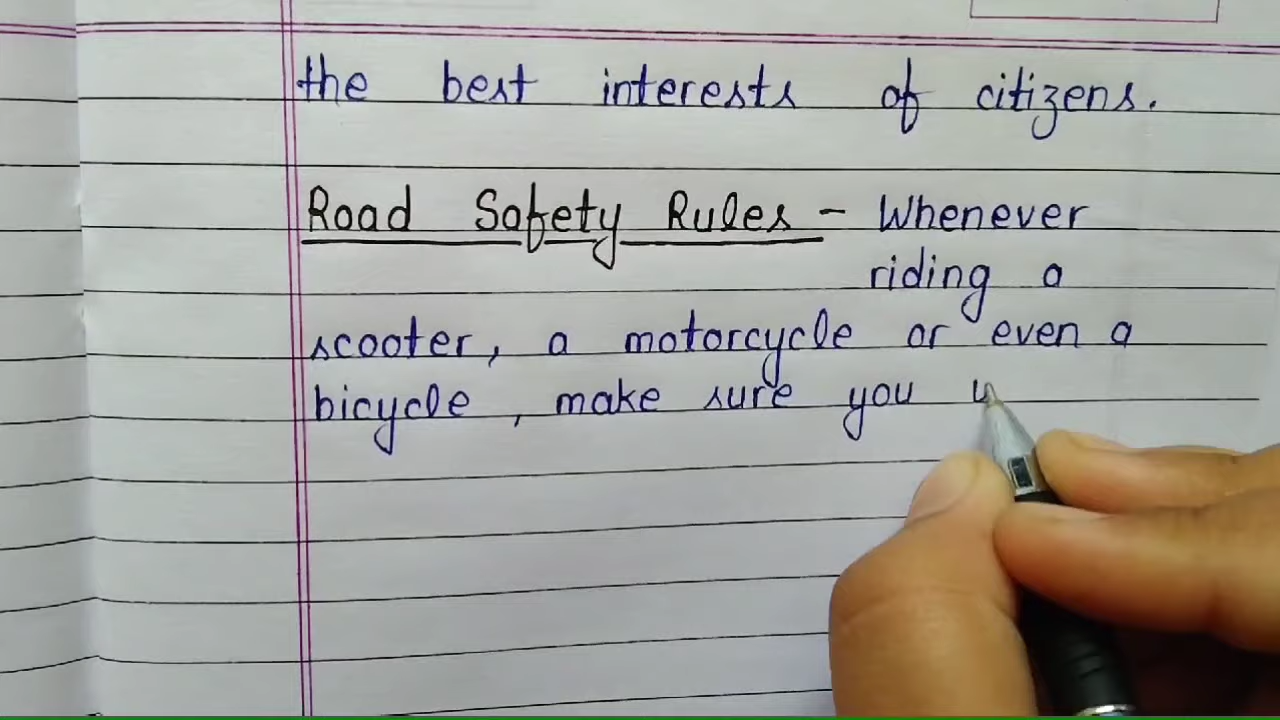 the best interests of citizens.
Road Safety Rules - Whenever
riding a
scooter, a motorcycle or even a
bicycle, make sure you